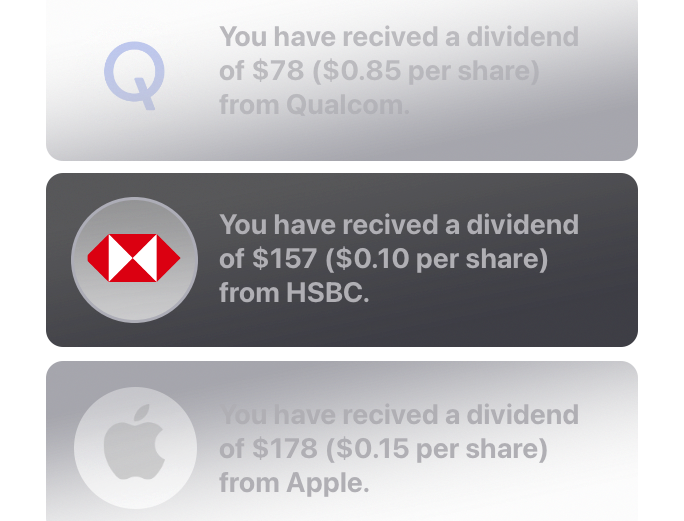 You have recived a dividend
of $78 ($0.85 per share)
from Qualcom.
You have recived a dividend
of $157 ($0.10 per share)
from HSBC.
You have recived a dividend
of $178 ($0.15 per share)
from Apple.